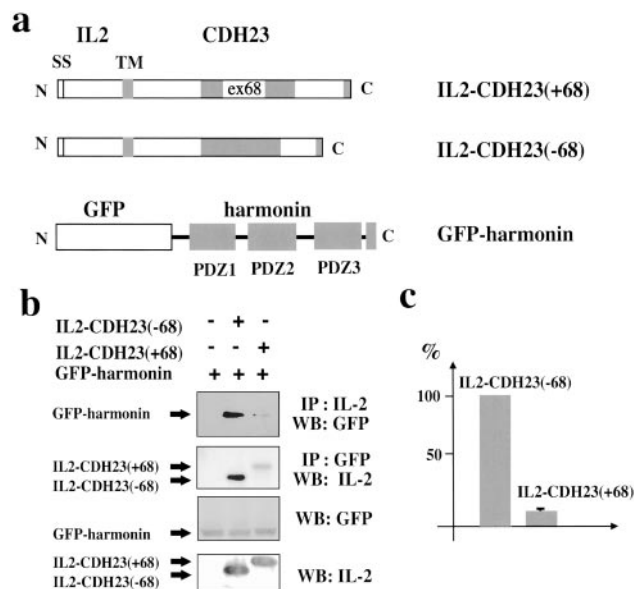 a
IL2 CDH23
SS TM
N ex68 C IL2-CDH23(+68)
N C IL2-CDH23(-68)
GFP harmonin
N C GFP-harmonin
PDZ1 PDZ2 PDZ3
b
IL2-CDH23(-68) - + -
IL2-CDH23(+68) - - +
GFP-harmonin + + +
GFP-harmonin IP : IL-2
WB: GFP
IL2-CDH23(+68) IP : GFP
IL2-CDH23(-68) WB: IL-2
WB: GFP
GFP-harmonin
IL2-CDH23(+68)
IL2-CDH23(-68) WB: IL-2
c
%
IL2-CDH23(-68)
100
50
IL2-CDH23(+68)